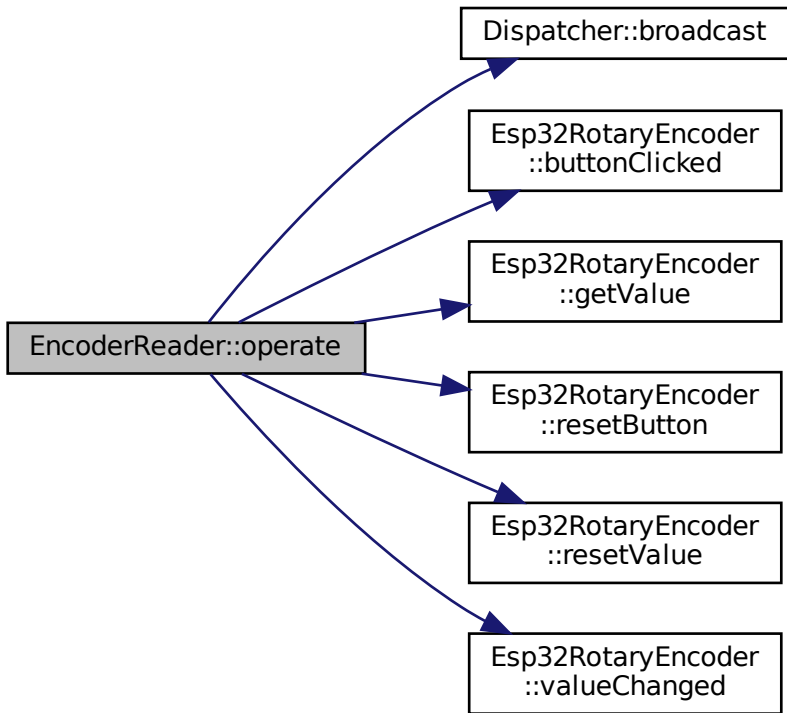 Dispatcher::broadcast
Esp32RotaryEncoder
::buttonClicked
Esp32RotaryEncoder
::getValue
EncoderReader::operate
Esp32RotaryEncoder
::resetButton
Esp32RotaryEncoder
::resetValue
Esp32RotaryEncoder
::valueChanged